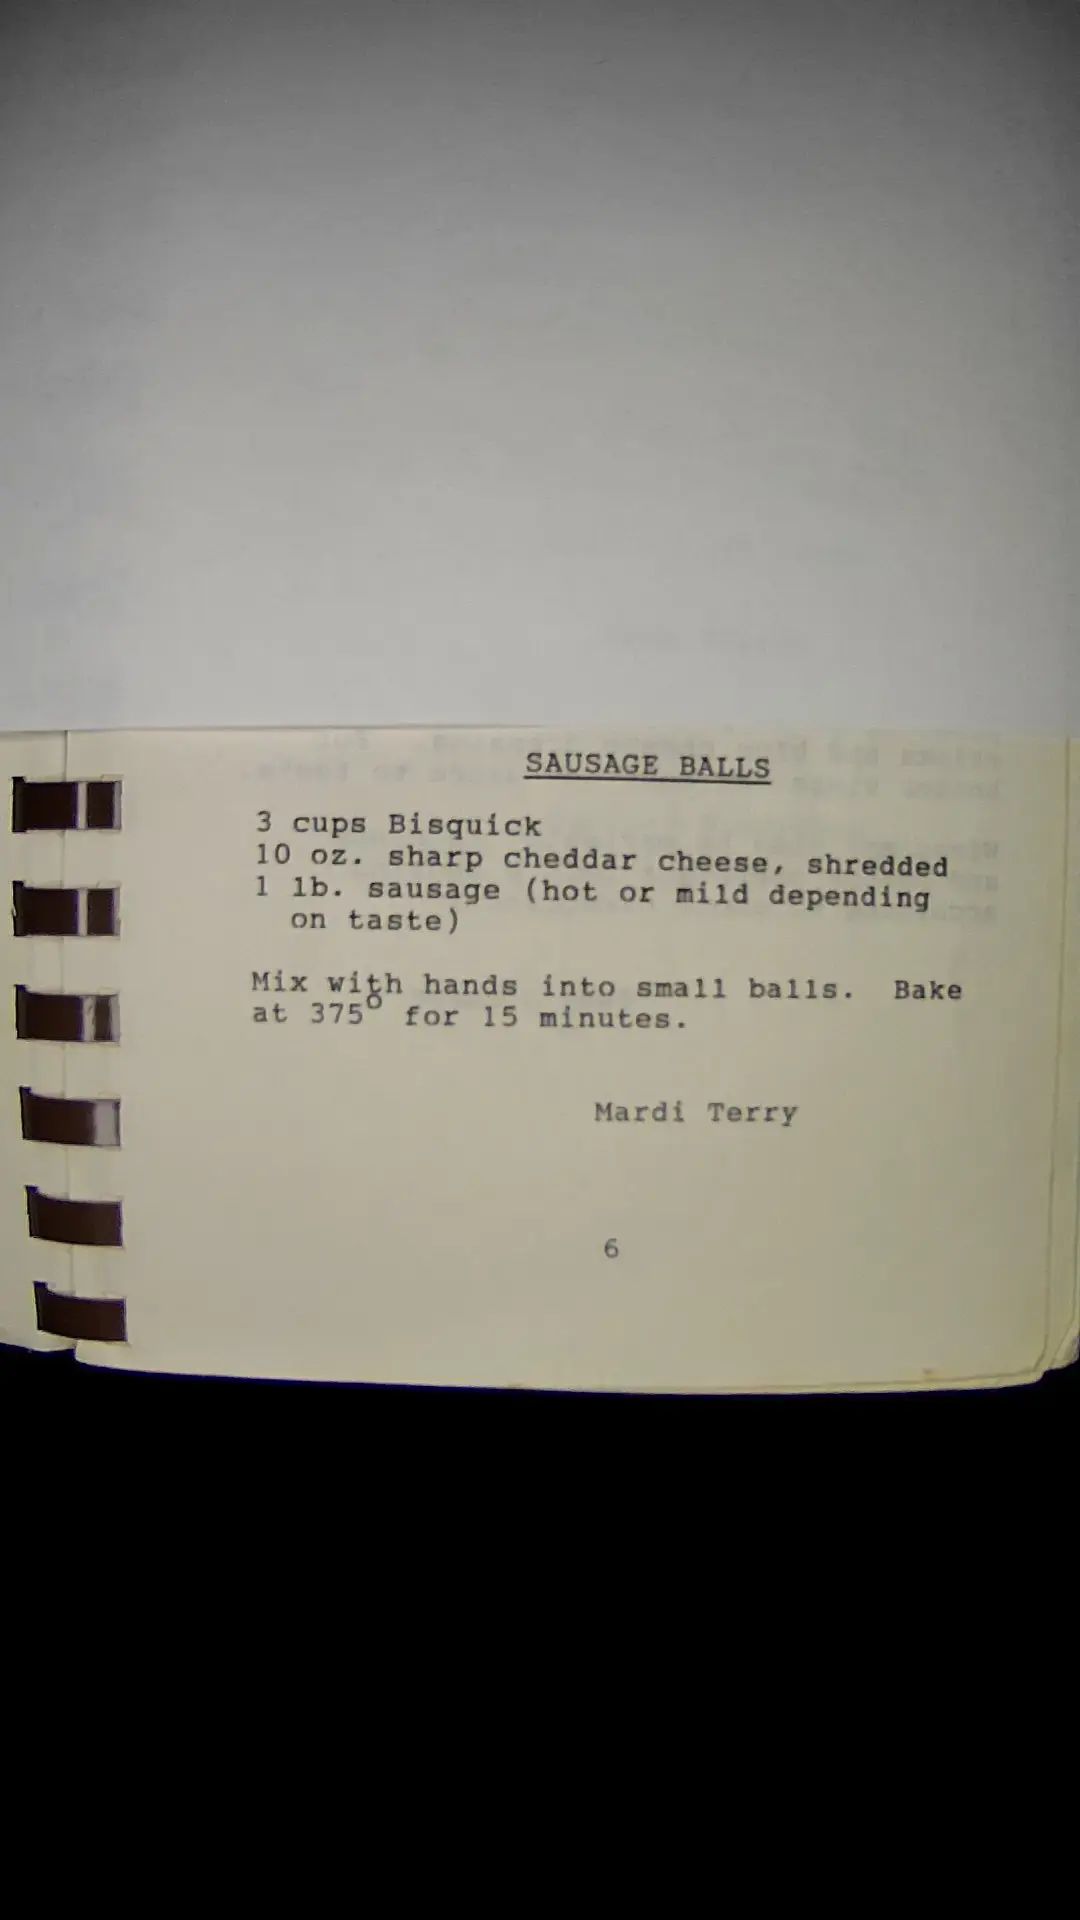 SAUSAGE BALLS
3 cups Bisquick
10 oz. sharp cheddar cheese, shredded
1 lb. sausage (hot or mild depending
on taste)
Mix with hands into small balls. Bake
at 375° for 15 minutes.
Mardi Terry
6